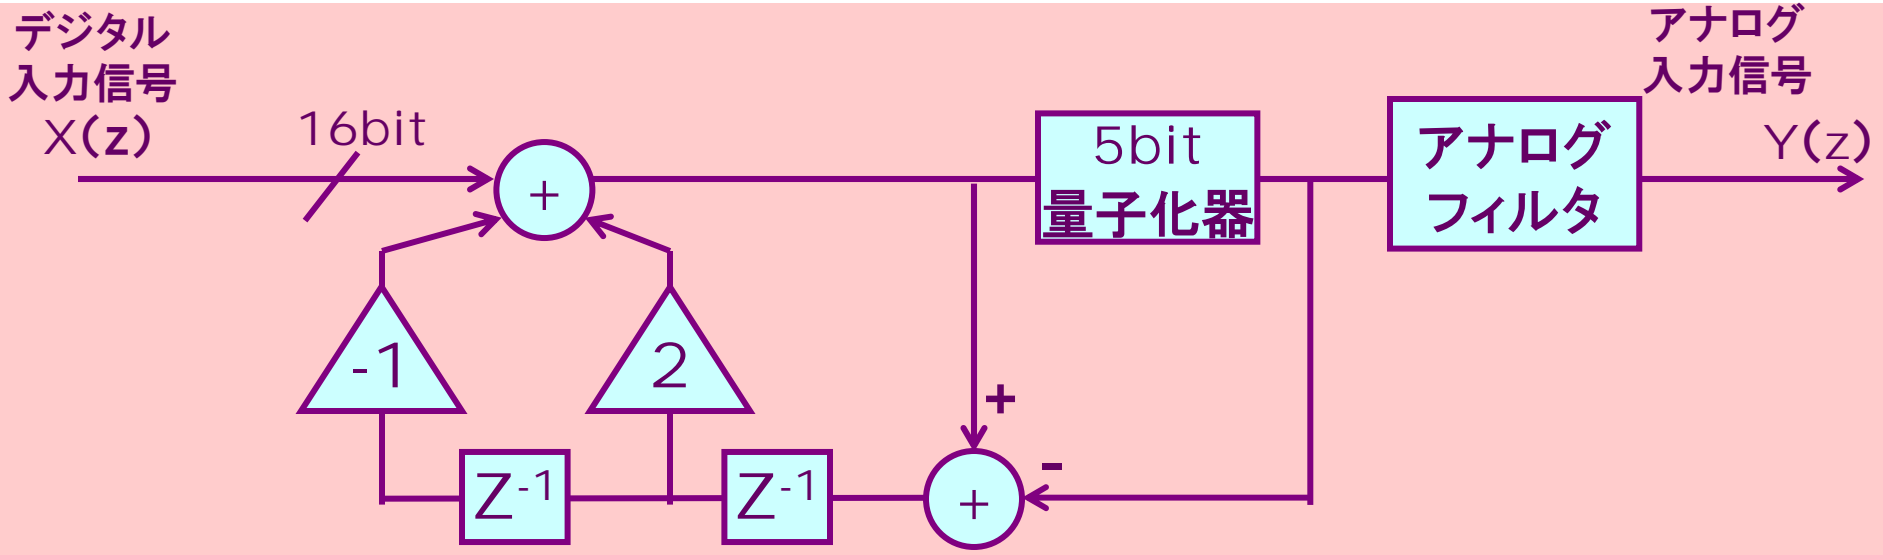 デジタル
入力信号
X(z)
16bit
+
5bit
量子化器
アナログ
フィルタ
アナログ
入力信号
Y(z)
-1
2
+
-
Z-1
Z-1
+